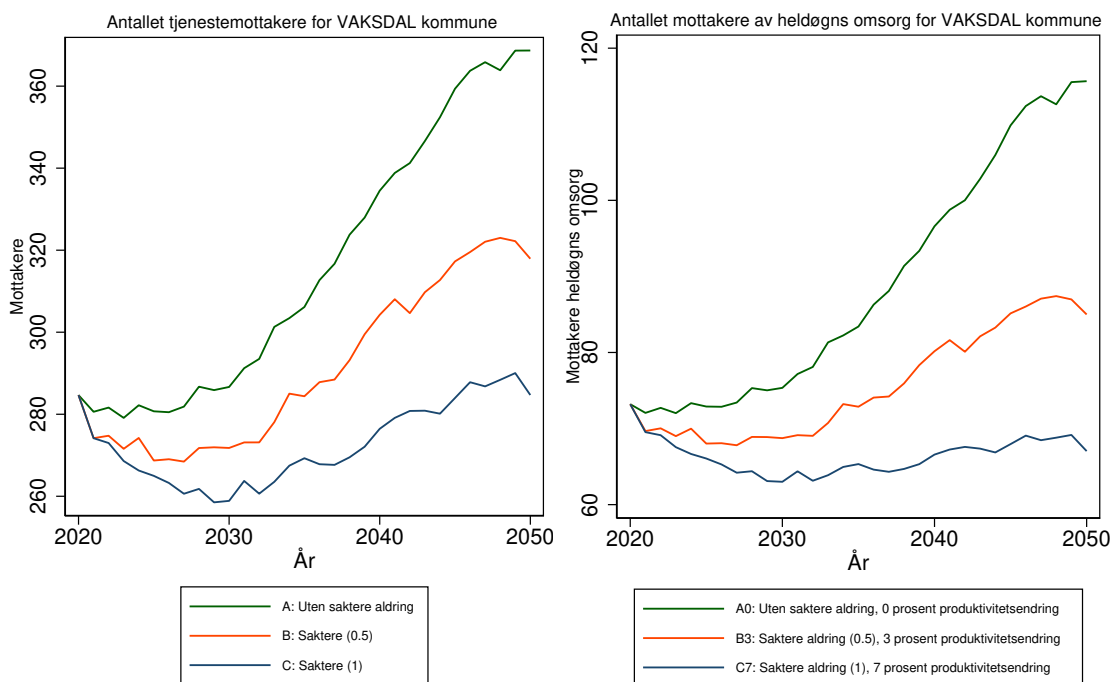 Antallet tjenestemottakere for VAKSDAL kommune
Mottakere
360
340
320
300
280
260
2020
2030
2040
2050
År
A: Uten saktere aldring
B: Saktere (0.5)
C: Saktere (1)
Antallet mottakere av heldøgns omsorg for VAKSDAL kommune
Mottakere heldøgns omsorg
120
100
80
60
2020
2030
2040
2050
År
A0: Uten saktere aldring, 0 prosent produktivitetsendring
B3: Saktere aldring (0.5), 3 prosent produktivitetsendring
C7: Saktere aldring (1), 7 prosent produktivitetsendring